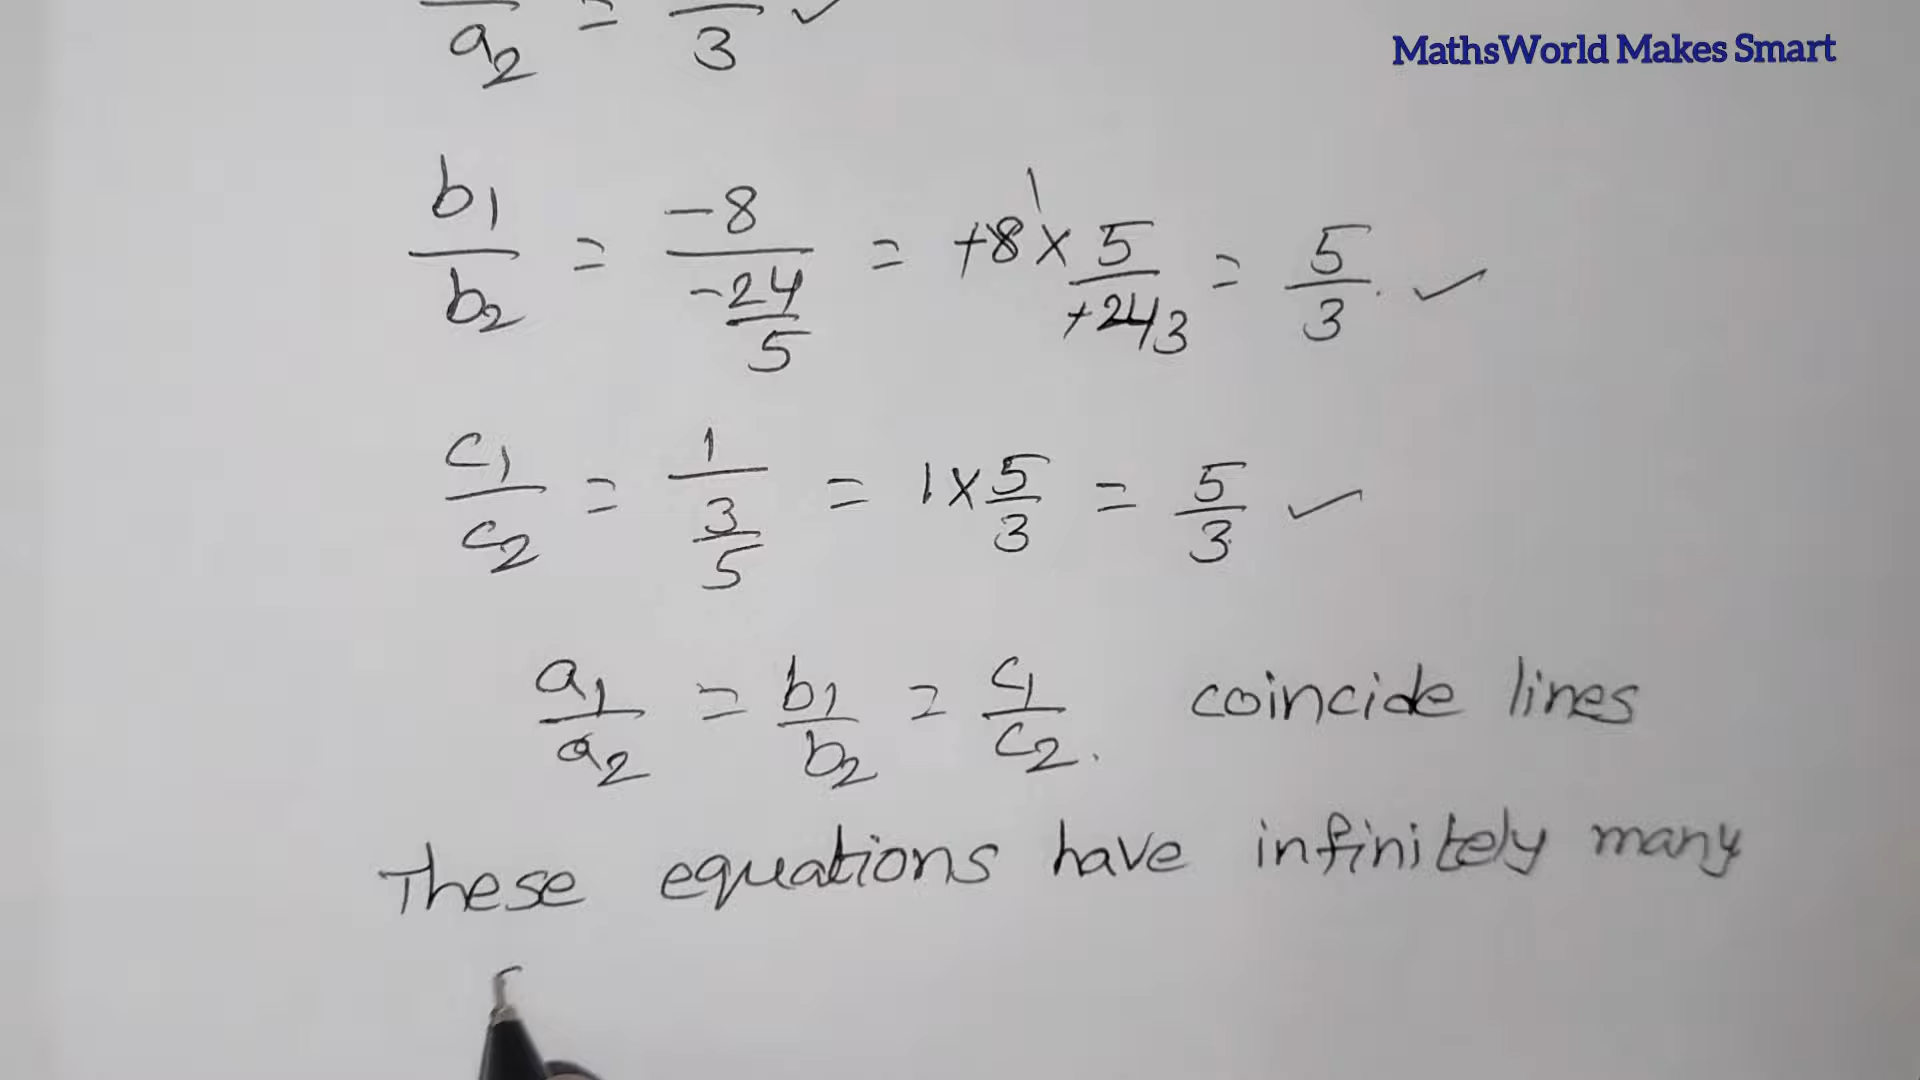 MathsWorld Makes Smart
a2 = 3 ✓
b1/b2 = -8/(-24/5) = +8 × 5/+24 = 5/3. ✓
1
3
c1/c2 = 1/(3/5) = 1 × 5/3 = 5/3 ✓
a1/a2 = b1/b2 = c1/c2. coincide lines
These equations have infinitely many